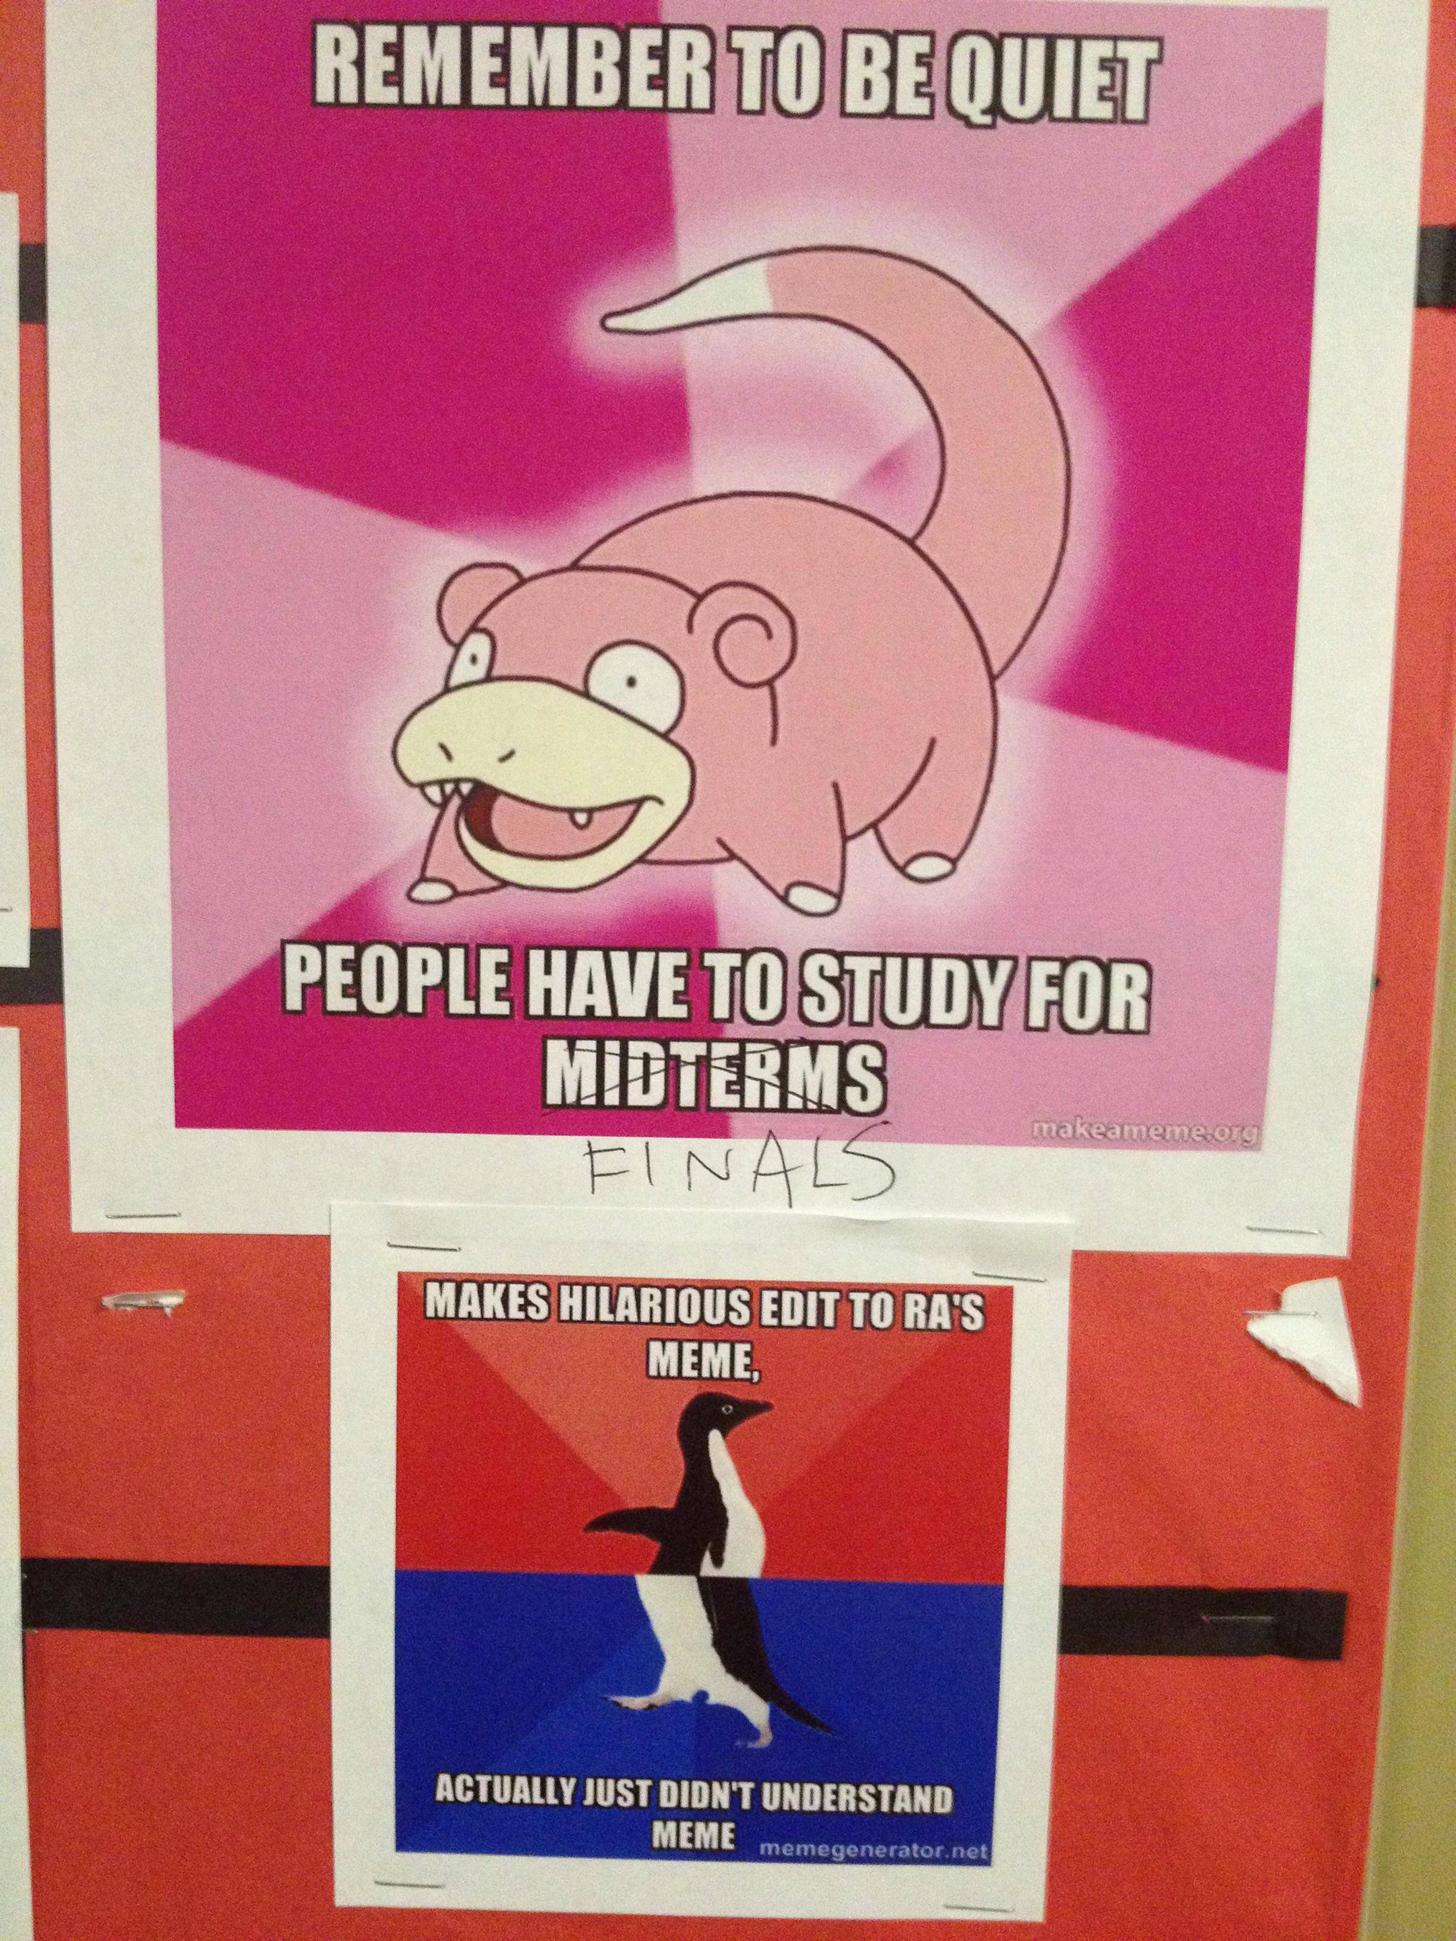 REMEMBER TO BE QUIET
PEOPLE HAVE TO STUDY FOR
MIDTERMS
makeameme.org
FINALS
MAKES HILARIOUS EDIT TO RA'S
MEME,
ACTUALLY JUST DIDN'T UNDERSTAND
MEME
memegenerator.net